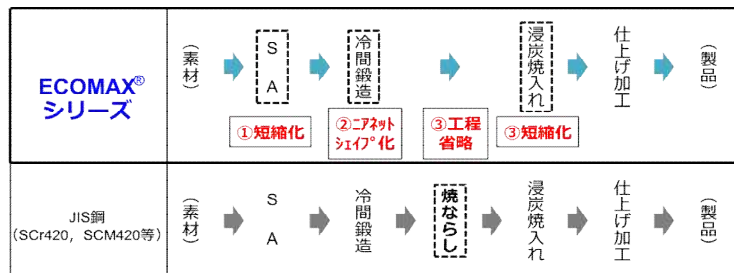 ECOMAX®
シリーズ
(素材)
S A
冷間鍛造
浸炭焼入れ
仕上げ加工
(製品)
①短縮化
②ニアネット
シェイプ化
③工程
省略
③短縮化
JIS鋼
(SCr420, SCM420等)
(素材)
S A
冷間鍛造
焼ならし
浸炭焼入れ
仕上げ加工
(製品)